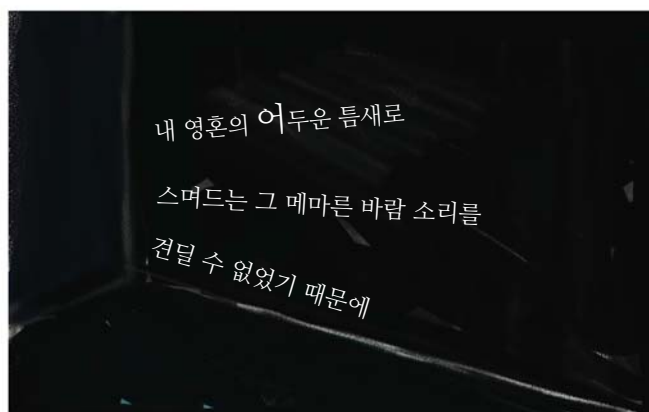 내 영혼의 어두운 틈새로
스며드는 그 메마른 바람 소리를
견딜 수 없었기 때문에